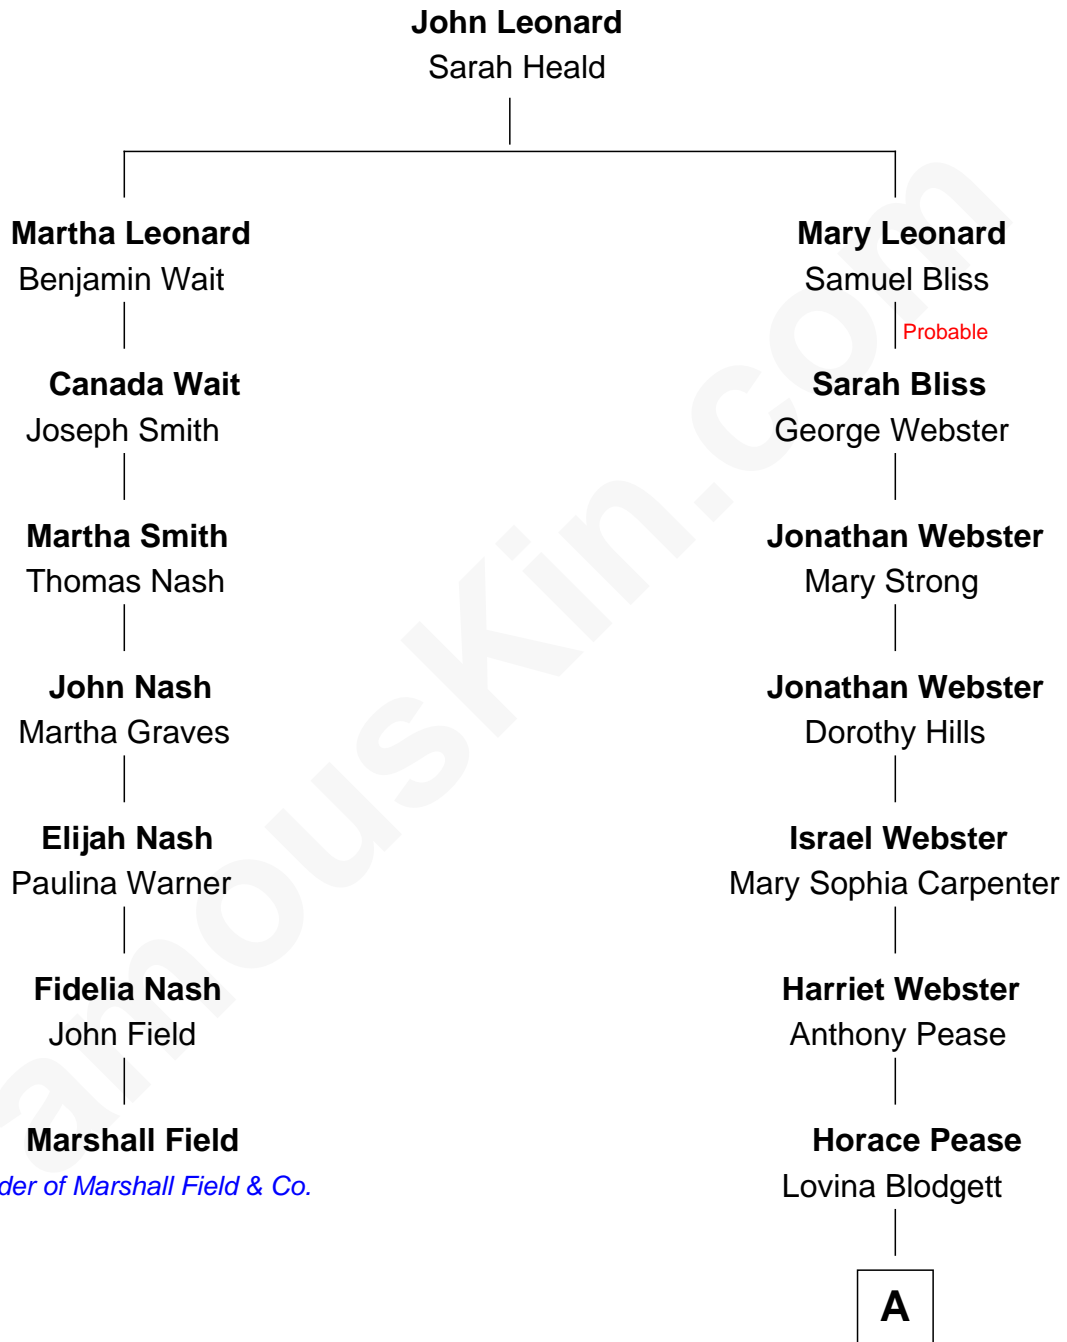 John Leonard
Sarah Heald
Martha Leonard
Benjamin Wait
Mary Leonard
Samuel Bliss
Probable
Canada Wait
Joseph Smith
Sarah Bliss
George Webster
Martha Smith
Thomas Nash
Jonathan Webster
Mary Strong
John Nash
Martha Graves
Jonathan Webster
Dorothy Hills
Elijah Nash
Paulina Warner
Israel Webster
Mary Sophia Carpenter
Fidelia Nash
John Field
Harriet Webster
Anthony Pease
Marshall Field
der of Marshall Field & Co.
Horace Pease
Lovina Blodgett
A
amouskin.com